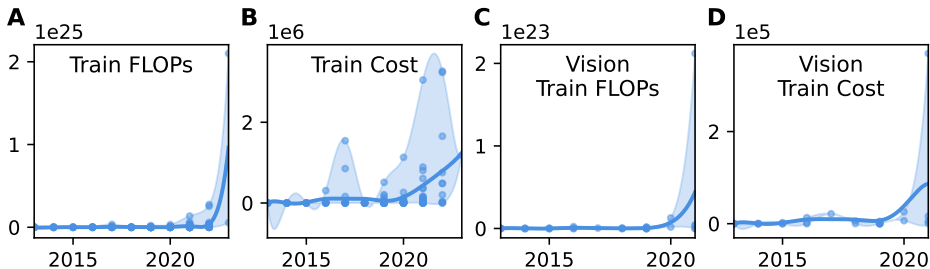 A B C D
1e25 1e6 1e23 1e5
Train FLOPs Train Cost Vision Train FLOPs Vision Train Cost
2 2 2 2
1 1
0 0 0 0
2015 2020 2015 2020 2015 2020 2015 2020